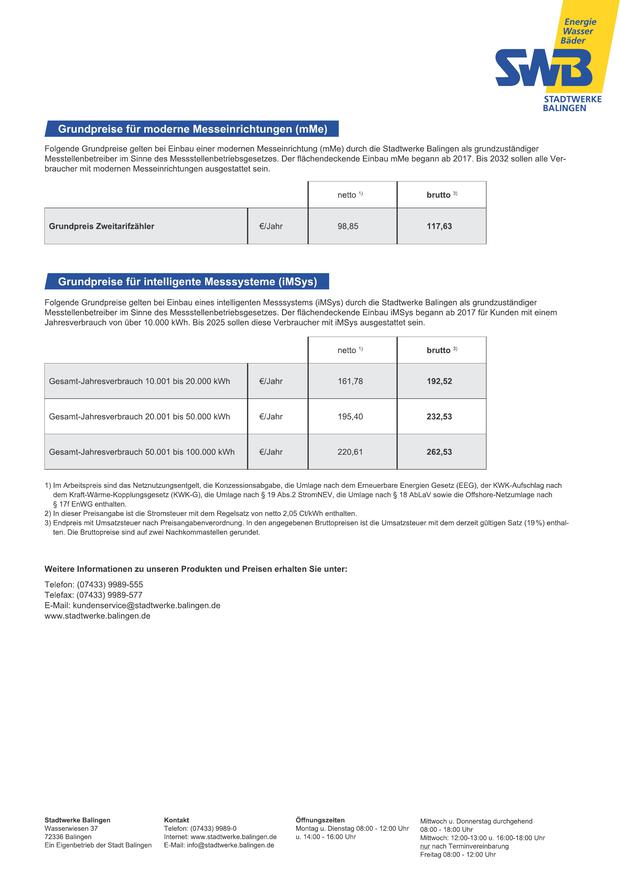 Energie
Wasser
Bäder
SWB
STADTWERKE
BALINGEN
Grundpreise für moderne Messeinrichtungen (mMe)
Folgende Grundpreise gelten bei Einbau einer modernen Messeinrichtung (mMe) durch die Stadtwerke Balingen als grundzuständiger
Messtellenbetreiber im Sinne des Messstellenbetriebsgesetzes. Der flächendeckende Einbau mMe begann ab 2017. Bis 2032 sollen alle Ver-
braucher mit modernen Messeinrichtungen ausgestattet sein.
netto 1) brutto 3)
Grundpreis Zweitarifzähler €/Jahr 98,85 117,63
Grundpreise für intelligente Messsysteme (iMSys)
Folgende Grundpreise gelten bei Einbau eines intelligenten Messsystems (iMSys) durch die Stadtwerke Balingen als grundzuständiger
Messtellenbetreiber im Sinne des Messstellenbetriebsgesetzes. Der flächendeckende Einbau iMSys begann ab 2017 für Kunden mit einem
Jahresverbrauch von über 10.000 kWh. Bis 2025 sollen diese Verbraucher mit iMSys ausgestattet sein.
netto 1) brutto 3)
Gesamt-Jahresverbrauch 10.001 bis 20.000 kWh €/Jahr 161,78 192,52
Gesamt-Jahresverbrauch 20.001 bis 50.000 kWh €/Jahr 195,40 232,53
Gesamt-Jahresverbrauch 50.001 bis 100.000 kWh €/Jahr 220,61 262,53
1) Im Arbeitspreis sind das Netznutzungsentgelt, die Konzessionsabgabe, die Umlage nach dem Erneuerbare Energien Gesetz (EEG), der KWK-Aufschlag nach
dem Kraft-Wärme-Kopplungsgesetz (KWK-G), die Umlage nach § 19 Abs.2 StromNEV, die Umlage nach § 18 AbLaV sowie die Offshore-Netzumlage nach
§ 17f EnWG enthalten.
2) In dieser Preisangabe ist die Stromsteuer mit dem Regelsatz von netto 2,05 Ct/kWh enthalten.
3) Endpreis mit Umsatzsteuer nach Preisangabenverordnung. In den angegebenen Bruttopreisen ist die Umsatzsteuer mit dem derzeit gültigen Satz (19%) enthal-
ten. Die Bruttopreise sind auf zwei Nachkommastellen gerundet.
Weitere Informationen zu unseren Produkten und Preisen erhalten Sie unter:
Telefon: (07433) 9989-555
Telefax: (07433) 9989-577
E-Mail: kundenservice@stadtwerke.balingen.de
www.stadtwerke.balingen.de
Stadtwerke Balingen
Wasserwiesen 37
72336 Balingen
Ein Eigenbetrieb der Stadt Balingen
Kontakt
Telefon: (07433) 9989-0
Internet: www.stadtwerke.balingen.de
E-Mail: info@stadtwerke.balingen.de
Öffnungszeiten
Montag u. Dienstag 08:00 - 12:00 Uhr
u. 14:00 - 16:00 Uhr
Mittwoch u. Donnerstag durchgehend
08:00 - 18:00 Uhr
Mittwoch: 12:00-13:00 u. 16:00-18:00 Uhr
nur nach Terminvereinbarung
Freitag 08:00 - 12:00 Uhr